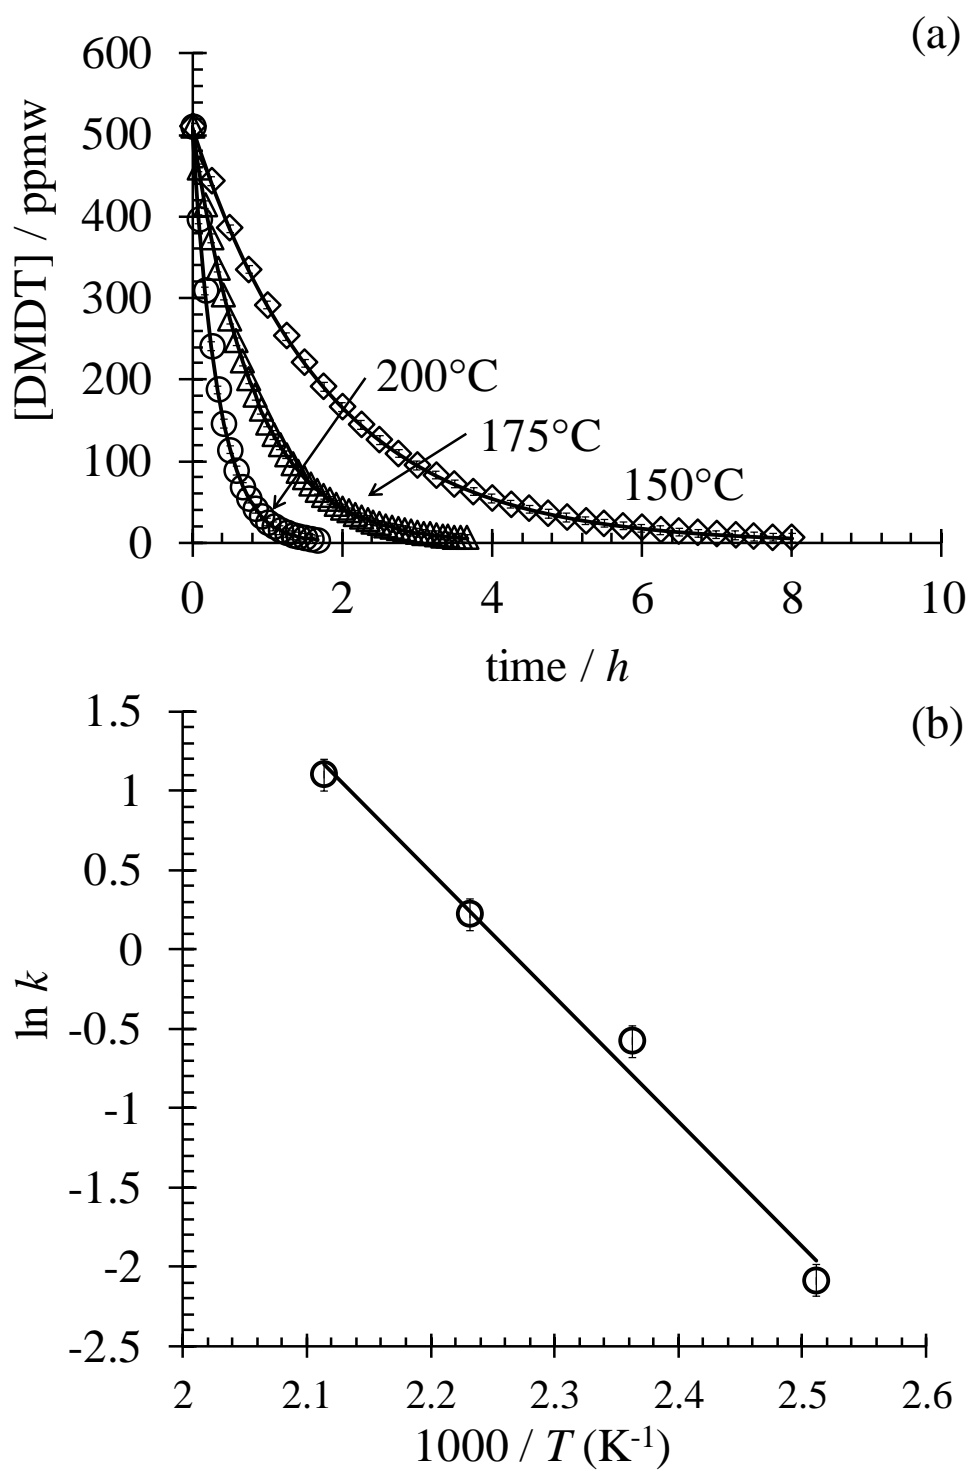 (a)
600
500
400
300
200
100
0
[DMDT] / ppmw
200°C
175°C
150°C
0 2 4 6 8 10
time / h
(b)
1.5
1
0.5
0
-0.5
-1
-1.5
-2
-2.5
ln k
2 2.1 2.2 2.3 2.4 2.5 2.6
1000 / T (K⁻¹)